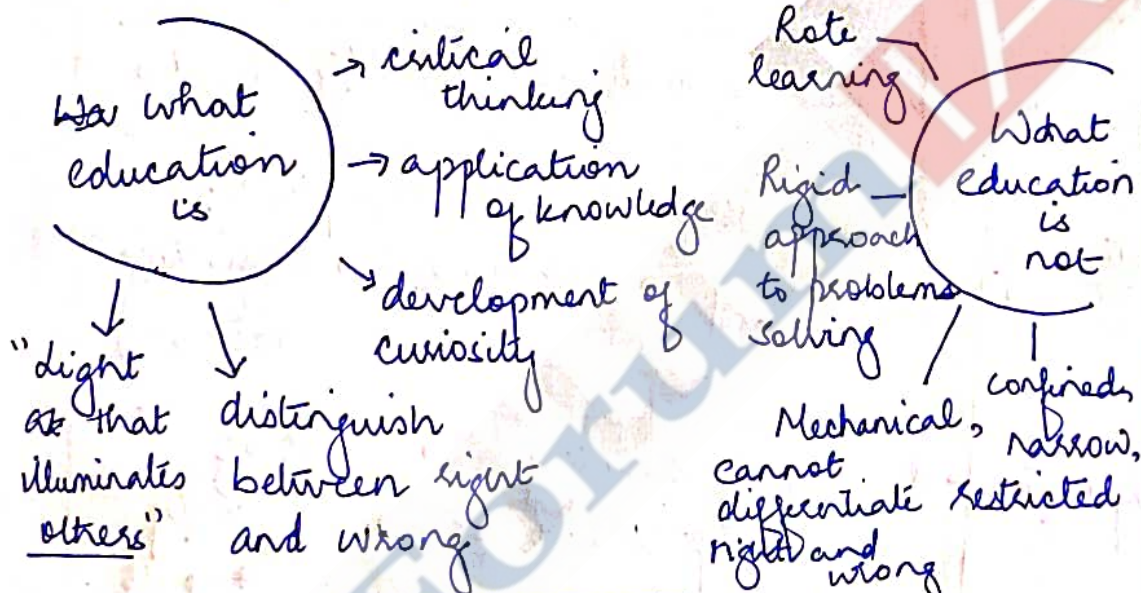 what
education
is
→ critical
thinking
→ application
of knowledge
→ development of
curiosity
"Light
that
illuminates
others"
distinguish
between right
and wrong
What
education
is
not
Rote
learning
Rigid
approach
to problems
solving
Mechanical,
cannot
differentiate
right and
wrong
confined,
narrow,
restricted
Forum